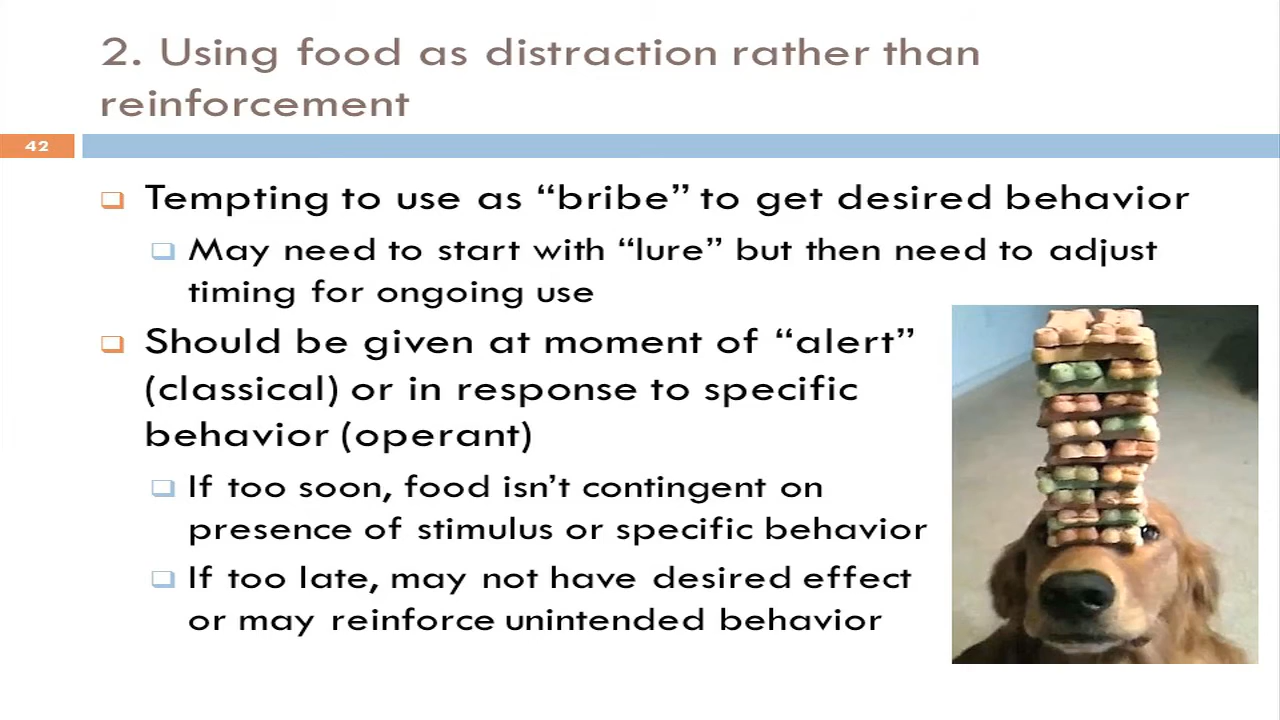 2. Using food as distraction rather than
reinforcement
42
Tempting to use as “bribe” to get desired behavior
May need to start with “lure” but then need to adjust
timing for ongoing use
Should be given at moment of “alert”
(classical) or in response to specific
behavior (operant)
If too soon, food isn’t contingent on
presence of stimulus or specific behavior
If too late, may not have desired effect
or may reinforce unintended behavior